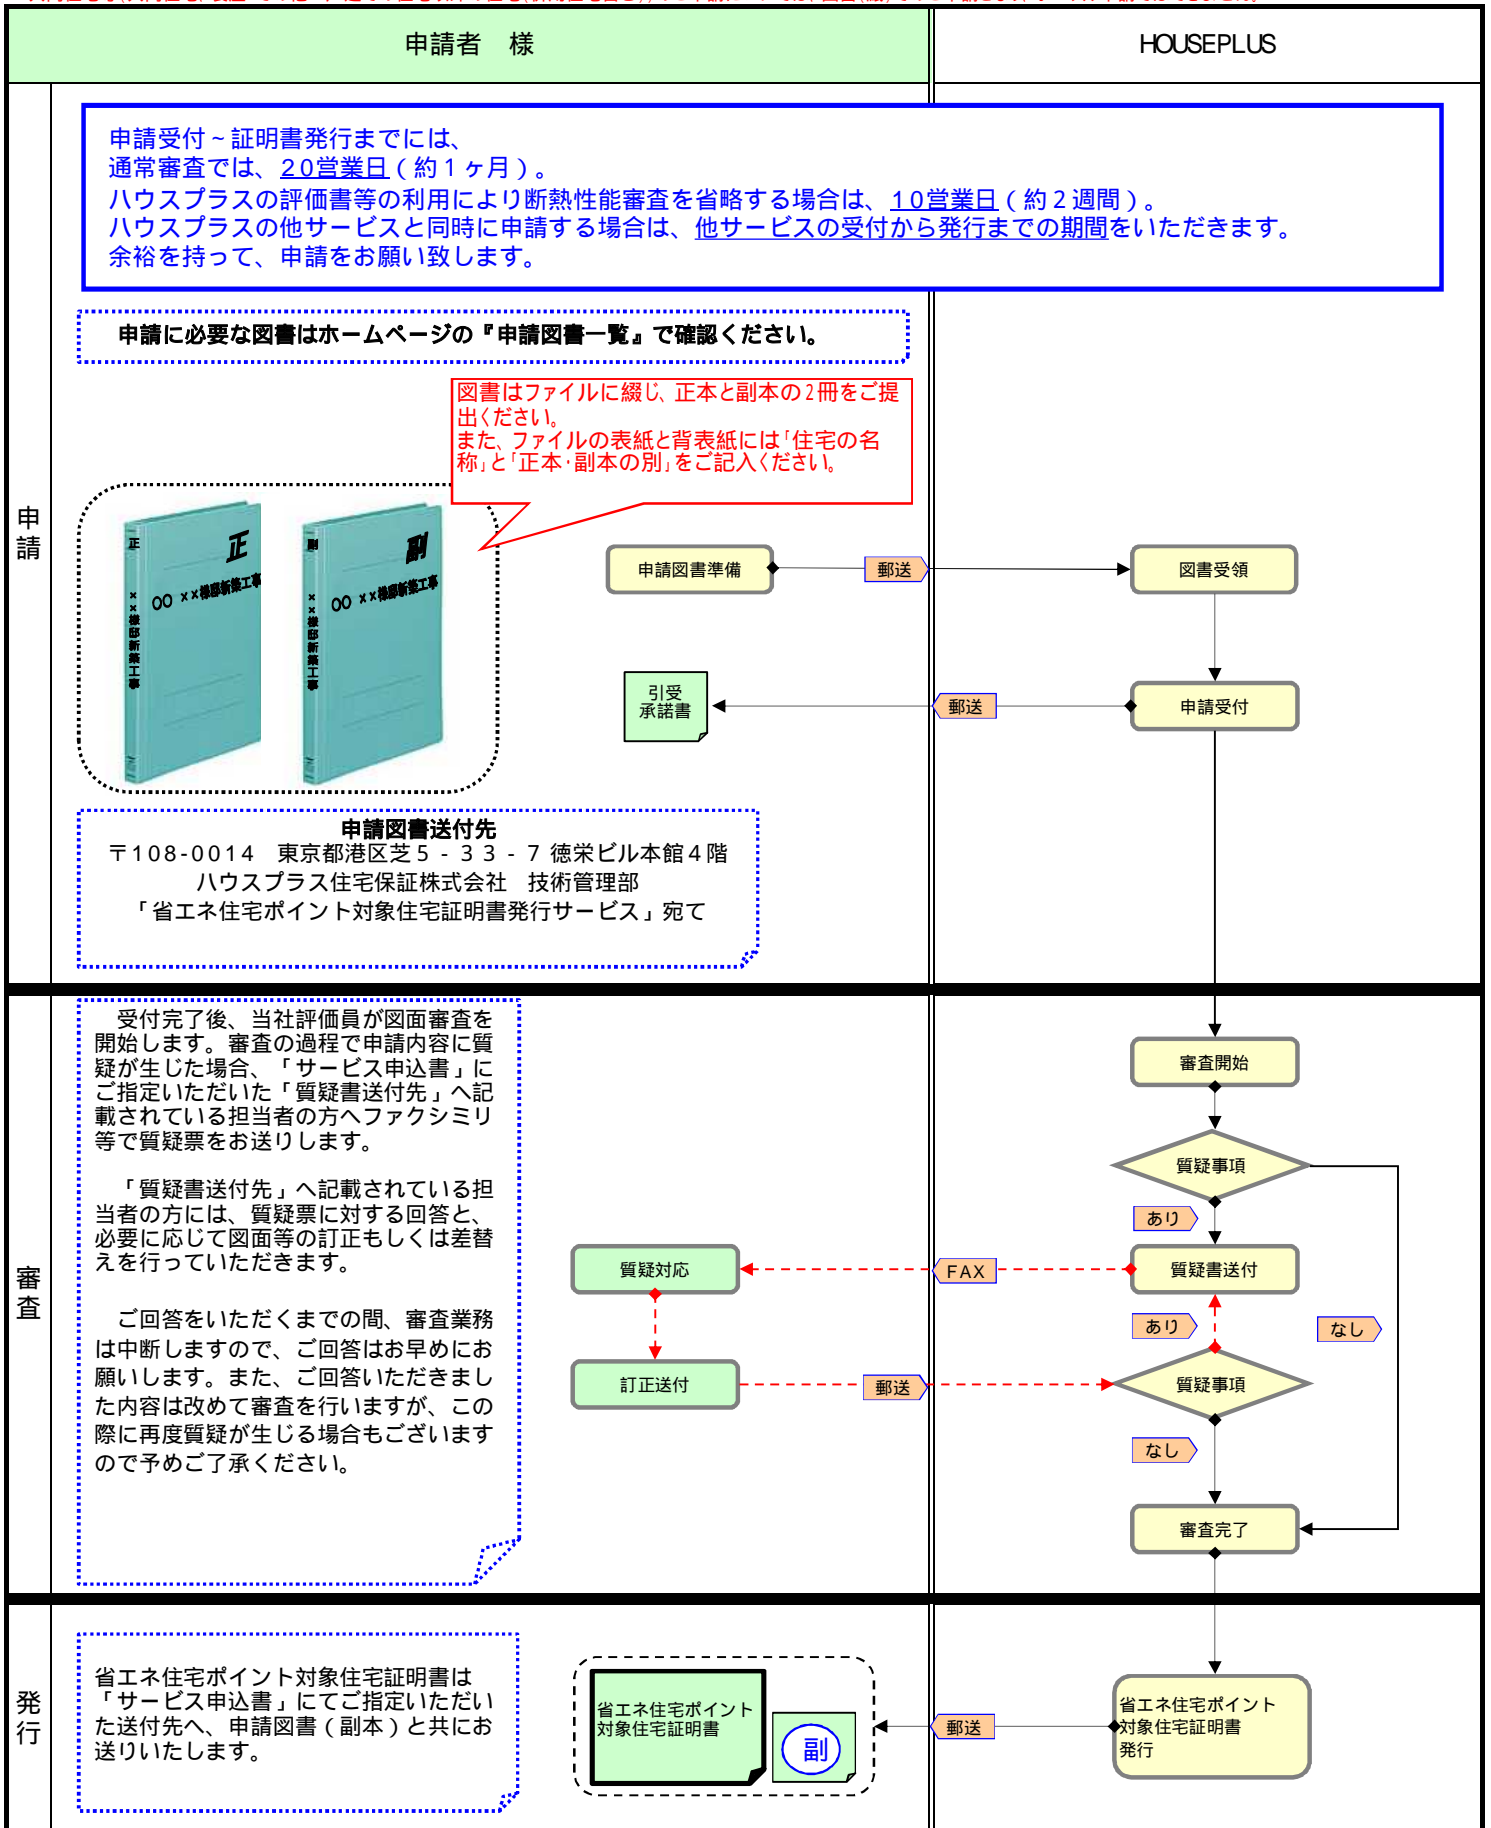 申請者　様
HOUSEPLUS
申請
申請受付～証明書発行までには、
通常審査では、20営業日（約1ヶ月）。
ハウスプラスの評価書等の利用により断熱性能審査を省略する場合は、10営業日（約2週間）。
ハウスプラスの他サービスと同時に申請する場合は、他サービスの受付から発行までの期間をいただきます。
余裕を持って、申請をお願い致します。
申請に必要な図書はホームページの『申請図書一覧』で確認ください。
図書はファイルに綴じ、正本と副本の2冊をご提
出ください。
また、ファイルの表紙と背表紙には「住宅の名
称」と「正本・副本の別」をご記入ください。
正
正
〇〇 ××様邸新築工事
××様邸新築工事
副
副
〇〇 ××様邸新築工事
××様邸新築工事
申請図書準備
郵送
図書受領
引受
承諾書
郵送
申請受付
申請図書送付先
〒108-0014　東京都港区芝5-33-7 徳栄ビル本館4階
ハウスプラス住宅保証株式会社　技術管理部
「省エネ住宅ポイント対象住宅証明書発行サービス」宛て
審査
受付完了後、当社評価員が図面審査を
開始します。審査の過程で申請内容に質
疑が生じた場合、「サービス申込書」に
ご指定いただいた「質疑書送付先」へ記
載されている担当者の方へファクシミリ
等で質疑票をお送りします。
「質疑書送付先」へ記載されている担
当者の方には、質疑票に対する回答と、
必要に応じて図面等の訂正もしくは差替
えを行っていただきます。
ご回答をいただくまでの間、審査業務
は中断しますので、ご回答はお早めにお
願いします。また、ご回答いただきまし
た内容は改めて審査を行いますが、この
際に再度質疑が生じる場合もございます
ので予めご了承ください。
審査開始
質疑事項
あり
質疑対応
FAX
質疑書送付
あり
なし
訂正送付
郵送
質疑事項
なし
審査完了
発行
省エネ住宅ポイント対象住宅証明書は
「サービス申込書」にてご指定いただい
た送付先へ、申請図書（副本）と共にお
送りいたします。
省エネ住宅ポイント
対象住宅証明書
副
郵送
省エネ住宅ポイント
対象住宅証明書
発行